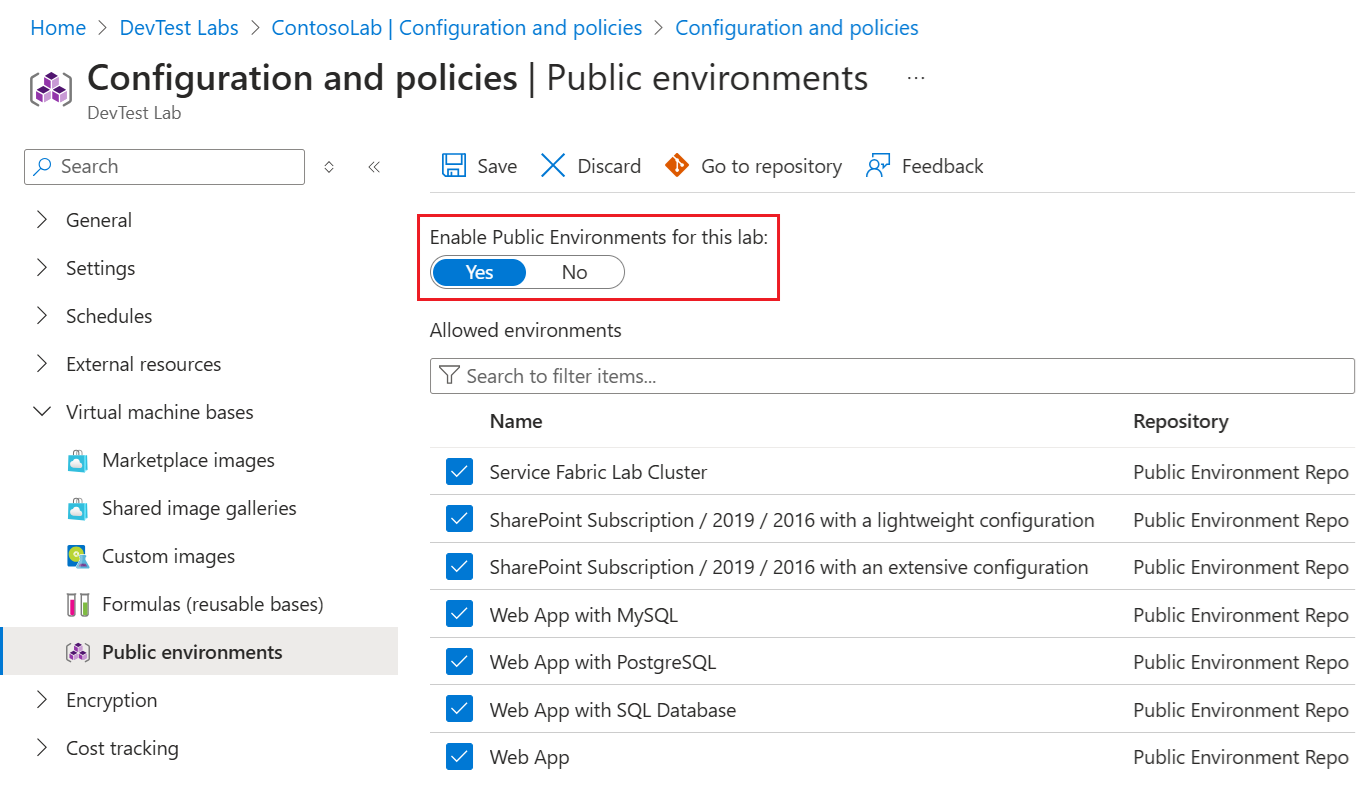 Home > DevTest Labs > ContosoLab | Configuration and policies > Configuration and policies
Configuration and policies | Public environments ...
DevTest Lab
Search
General
Settings
Schedules
External resources
Virtual machine bases
Marketplace images
Shared image galleries
Custom images
Formulas (reusable bases)
Public environments
Encryption
Cost tracking
Save Discard Go to repository Feedback
Enable Public Environments for this lab:
Yes No
Allowed environments
Search to filter items...
Name Repository
Service Fabric Lab Cluster Public Environment Repo
SharePoint Subscription / 2019 / 2016 with a lightweight configuration Public Environment Repo
SharePoint Subscription / 2019 / 2016 with an extensive configuration Public Environment Repo
Web App with MySQL Public Environment Repo
Web App with PostgreSQL Public Environment Repo
Web App with SQL Database Public Environment Repo
Web App Public Environment Repo